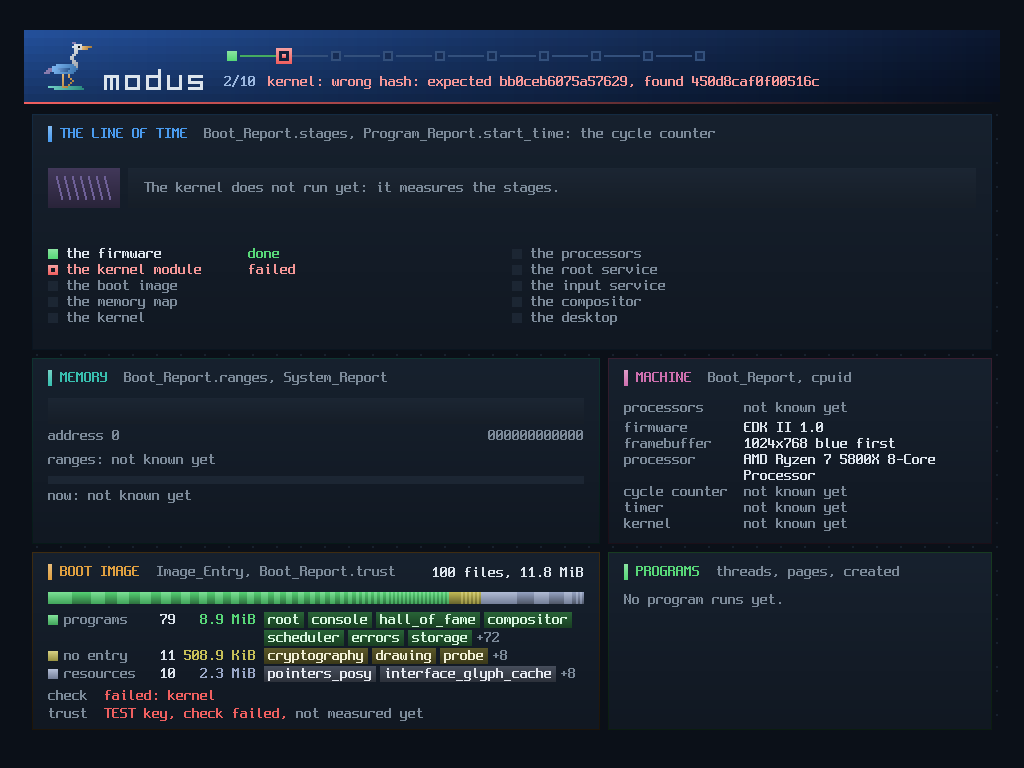 modus
2/10 kernel: wrong hash: expected bb0ceb6075a57629, found 450d8caf0f00516c
THE LINE OF TIME Boot_Report.stages, Program_Report.start_time: the cycle counter
The kernel does not run yet: it measures the stages.
the firmware done
the kernel module failed
the boot image
the memory map
the kernel
the processors
the root service
the input service
the compositor
the desktop
MEMORY Boot_Report.ranges, System_Report
address 0 000000000000
ranges: not known yet
now: not known yet
MACHINE Boot_Report, cpuid
processors not known yet
firmware EDK II 1.0
framebuffer 1024x768 blue first
processor AMD Ryzen 7 5800X 8-Core
Processor
cycle counter not known yet
timer not known yet
kernel not known yet
BOOT IMAGE Image_Entry, Boot_Report.trust 100 files, 11.8 MiB
programs 79 8.9 MiB root console hall_of_fame compositor
scheduler errors storage +72
no entry 11 508.9 KiB cryptography drawing probe +8
resources 10 2.3 MiB pointers_posy interface_glyph_cache +8
check failed: kernel
trust TEST key, check failed, not measured yet
PROGRAMS threads, pages, created
No program runs yet.